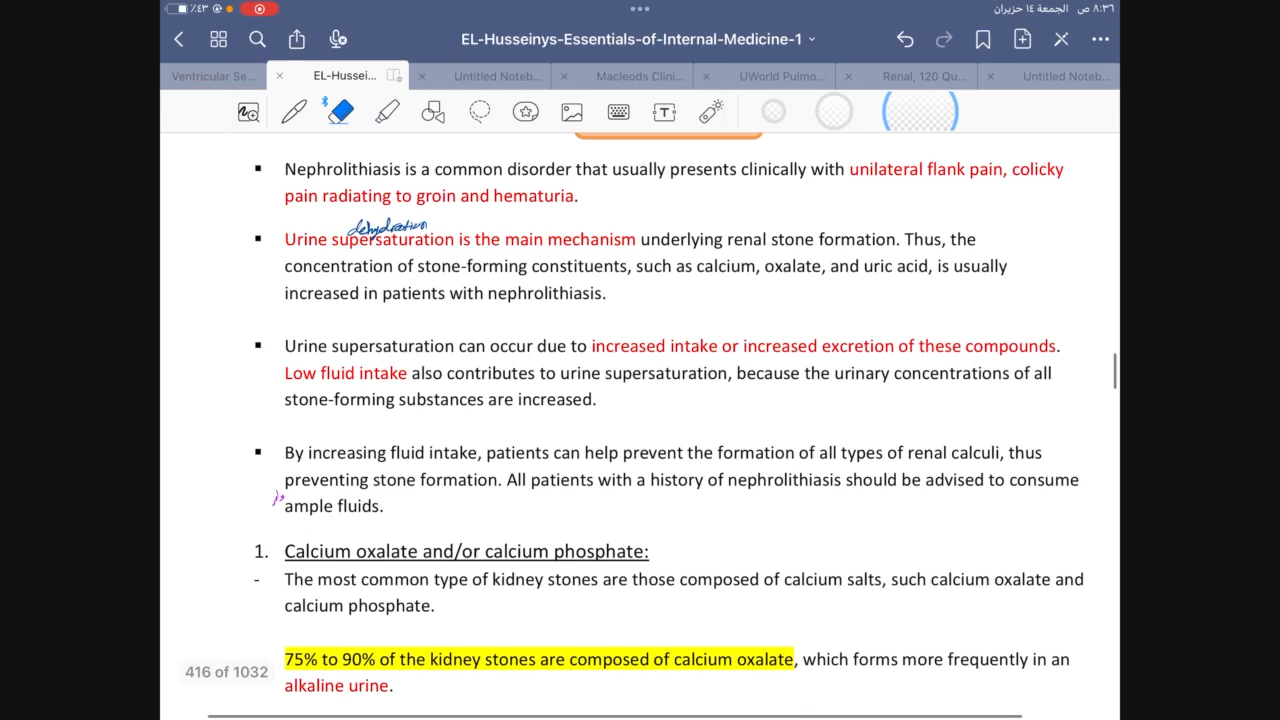 ٪٤٣
الجمعة ١٤ حزيران ٨:٣٦ ص
EL-Husseinys-Essentials-of-Internal-Medicine-1
Ventricular Se...
EL-Hussei...
Untitled Noteb...
Macleods Clini...
UWorld Pulmo...
Renal, 120 Qu...
Untitled Noteb...
▪ Nephrolithiasis is a common disorder that usually presents clinically with unilateral flank pain, colicky
pain radiating to groin and hematuria.
dehydration
▪ Urine supersaturation is the main mechanism underlying renal stone formation. Thus, the
concentration of stone-forming constituents, such as calcium, oxalate, and uric acid, is usually
increased in patients with nephrolithiasis.
▪ Urine supersaturation can occur due to increased intake or increased excretion of these compounds.
Low fluid intake also contributes to urine supersaturation, because the urinary concentrations of all
stone-forming substances are increased.
▪ By increasing fluid intake, patients can help prevent the formation of all types of renal calculi, thus
preventing stone formation. All patients with a history of nephrolithiasis should be advised to consume
ample fluids.
1. Calcium oxalate and/or calcium phosphate:
- The most common type of kidney stones are those composed of calcium salts, such calcium oxalate and
calcium phosphate.
75% to 90% of the kidney stones are composed of calcium oxalate, which forms more frequently in an
alkaline urine.
416 of 1032